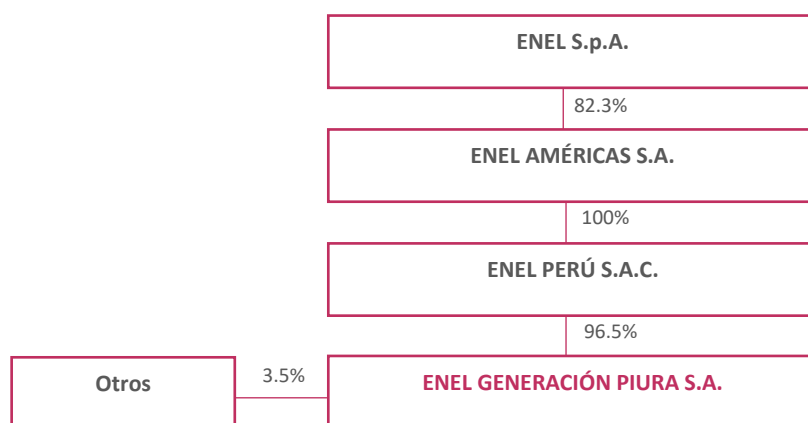 ENEL S.p.A.
82.3%
ENEL AMÉRICAS S.A.
100%
ENEL PERÚ S.A.C.
96.5%
Otros
3.5%
ENEL GENERACIÓN PIURA S.A.